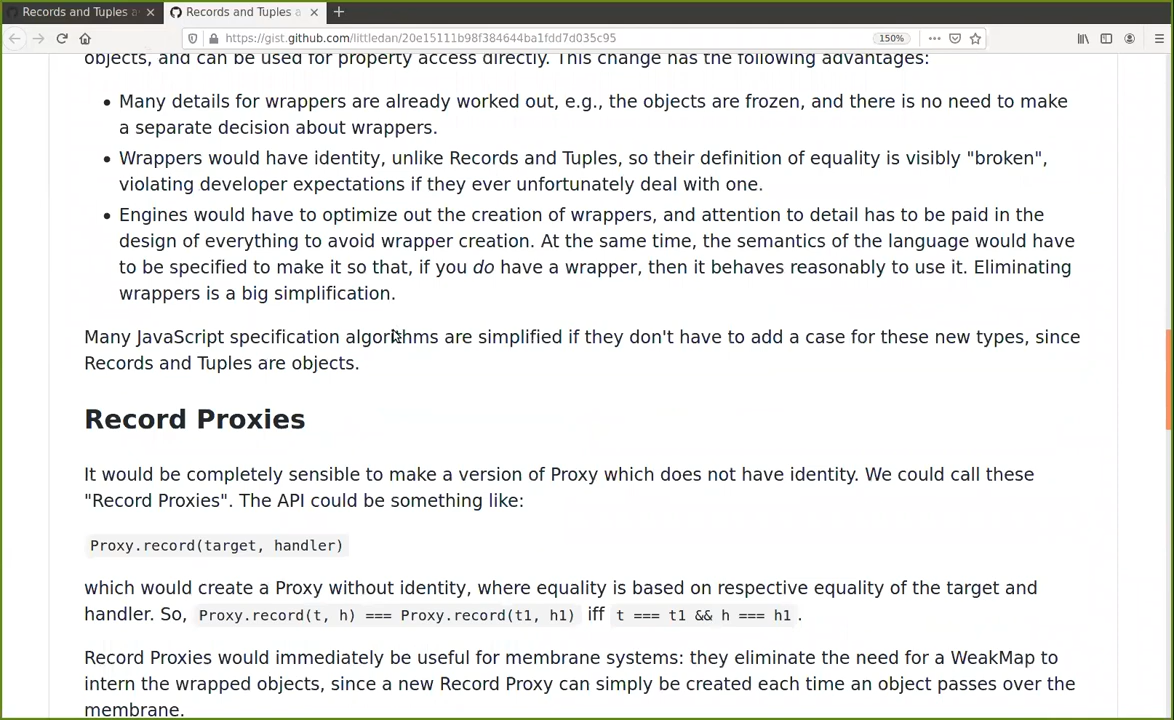 Records and Tuples a
Records and Tuples a
https://gist.github.com/littledan/20e15111b98f384644ba1fdd7d035c95
150%
objects, and can be used for property access directly. This change has the following advantages:
• Many details for wrappers are already worked out, e.g., the objects are frozen, and there is no need to make
a separate decision about wrappers.
• Wrappers would have identity, unlike Records and Tuples, so their definition of equality is visibly "broken",
violating developer expectations if they ever unfortunately deal with one.
• Engines would have to optimize out the creation of wrappers, and attention to detail has to be paid in the
design of everything to avoid wrapper creation. At the same time, the semantics of the language would have
to be specified to make it so that, if you do have a wrapper, then it behaves reasonably to use it. Eliminating
wrappers is a big simplification.
Many JavaScript specification algorithms are simplified if they don't have to add a case for these new types, since
Records and Tuples are objects.
Record Proxies
It would be completely sensible to make a version of Proxy which does not have identity. We could call these
"Record Proxies". The API could be something like:
Proxy.record(target, handler)
which would create a Proxy without identity, where equality is based on respective equality of the target and
handler. So, Proxy.record(t, h) === Proxy.record(t1, h1) iff t === t1 && h === h1 .
Record Proxies would immediately be useful for membrane systems: they eliminate the need for a WeakMap to
intern the wrapped objects, since a new Record Proxy can simply be created each time an object passes over the
membrane.